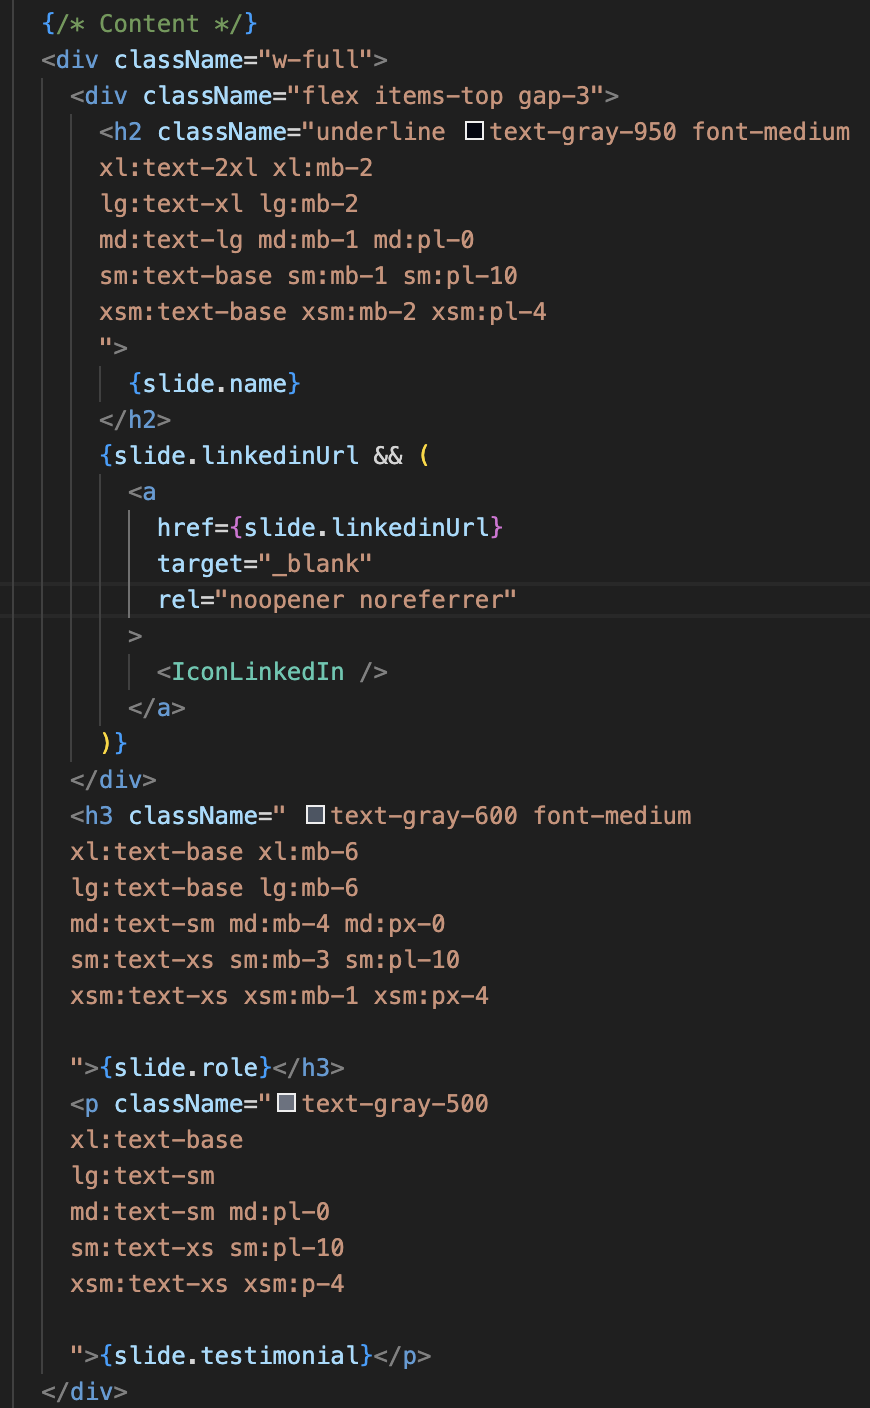 {/* Content */}
<div className="w-full">
<div className="flex items-top gap-3">
<h2 className="underline text-gray-950 font-medium
xl:text-2xl xl:mb-2
lg:text-xl lg:mb-2
md:text-lg md:mb-1 md:pl-0
sm:text-base sm:mb-1 sm:pl-10
xsm:text-base xsm:mb-2 xsm:pl-4
">
{slide.name}
</h2>
{slide.linkedinUrl && (
<a
href={slide.linkedinUrl}
target="_blank"
rel="noopener noreferrer"
>
<IconLinkedIn />
</a>
)}
</div>
<h3 className=" text-gray-600 font-medium
xl:text-base xl:mb-6
lg:text-base lg:mb-6
md:text-sm md:mb-4 md:px-0
sm:text-xs sm:mb-3 sm:pl-10
xsm:text-xs xsm:mb-1 xsm:px-4
">{slide.role}</h3>
<p className="text-gray-500
xl:text-base
lg:text-sm
md:text-sm md:pl-0
sm:text-xs sm:pl-10
xsm:text-xs xsm:p-4
">{slide.testimonial}</p>
</div>